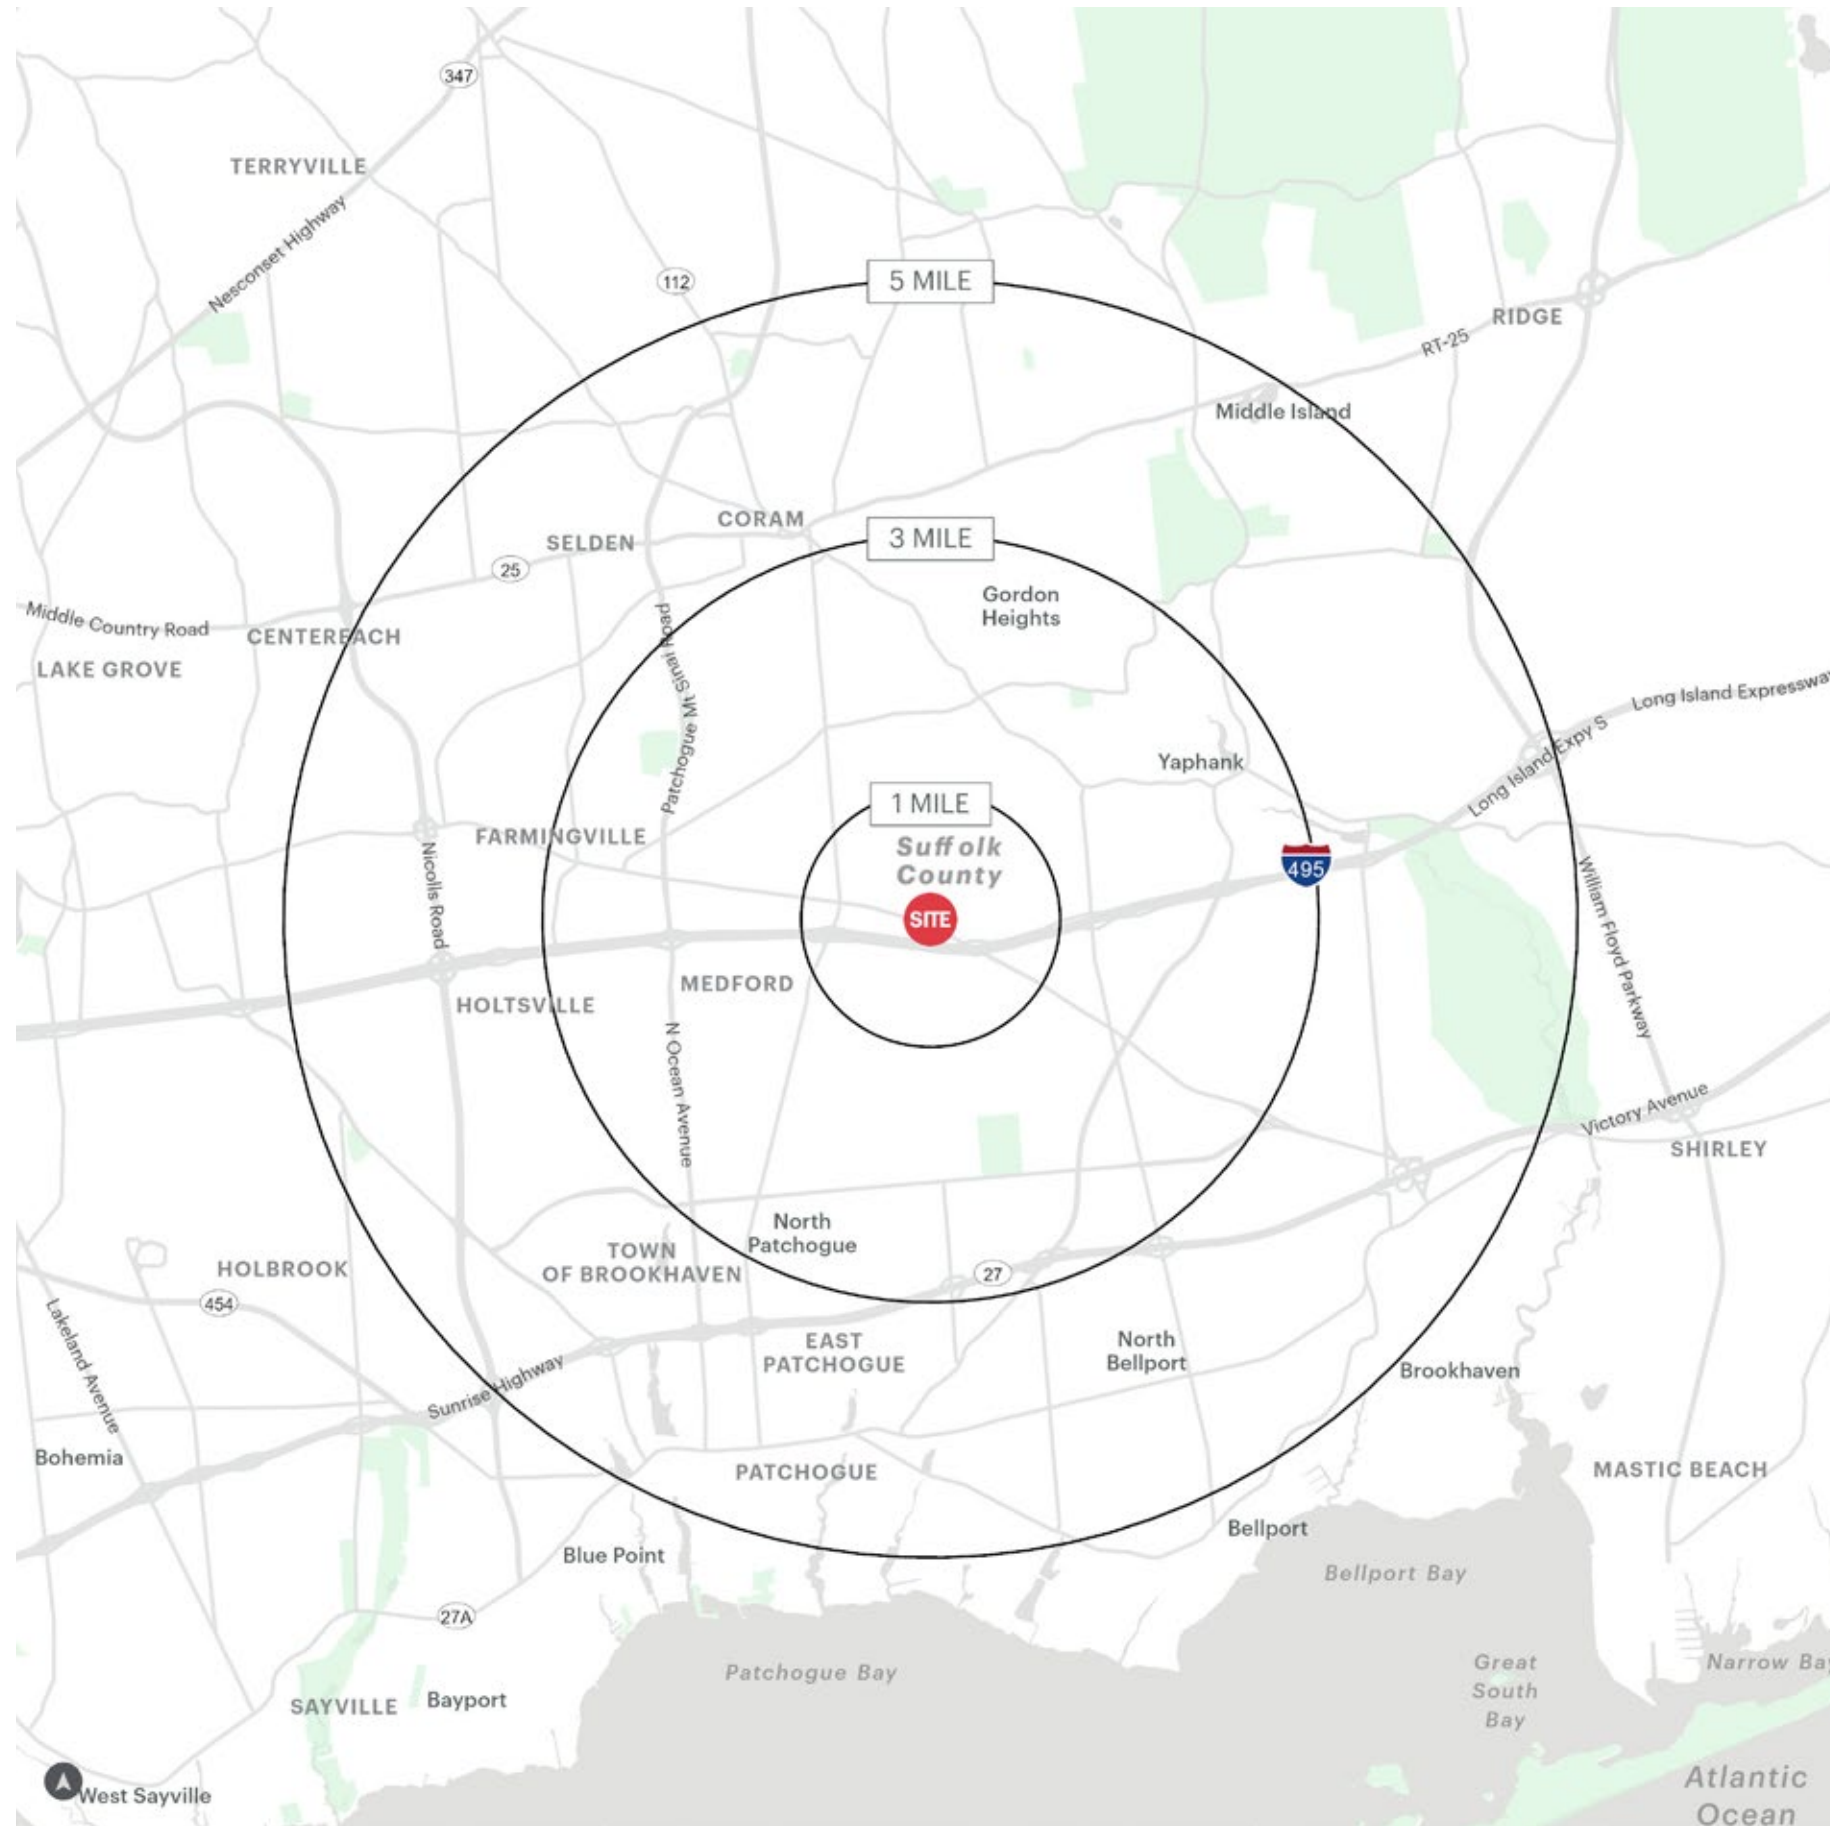 347
TERRYVILLE
Nesconset Highway
112
5 MILE
RIDGE
RT-25
Middle Island
CORAM
3 MILE
SELDEN
25
Gordon
Heights
Middle Country Road
CENTEREACH
LAKE GROVE
Patchogue Mt Sinai Road
Long Island Expressway
Long Island Expy S
Yaphank
1 MILE
Suffolk
County
FARMINGVILLE
495
Nicolls Road
SITE
William Floyd Parkway
MEDFORD
HOLTSVILLE
N Ocean Avenue
Victory Avenue
SHIRLEY
North
Patchogue
TOWN
OF BROOKHAVEN
HOLBROOK
27
454
Lakeland Avenue
EAST
PATCHOGUE
North
Bellport
Sunrise Highway
Brookhaven
Bohemia
PATCHOGUE
MASTIC BEACH
Bellport
Blue Point
Bellport Bay
27A
Patchogue Bay
Great
South
Bay
Narrow Bay
SAYVILLE
Bayport
West Sayville
Atlantic
Ocean